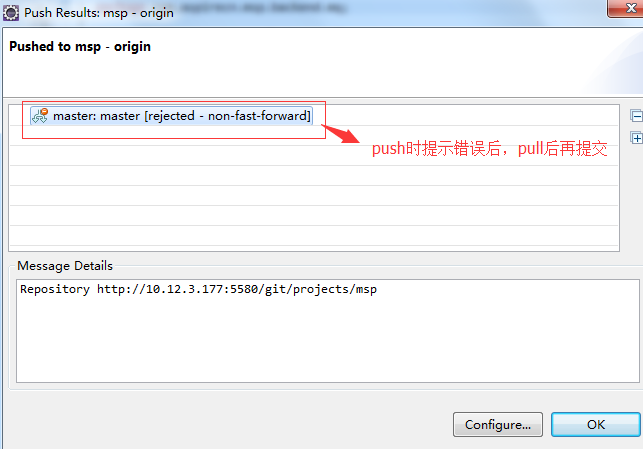 Push Results: msp - origin
Pushed to msp - origin
master: master [rejected - non-fast-forward]
push时提示错误后，pull后再提交
Message Details
Repository http://10.12.3.177:5580/git/projects/msp
Configure...
OK